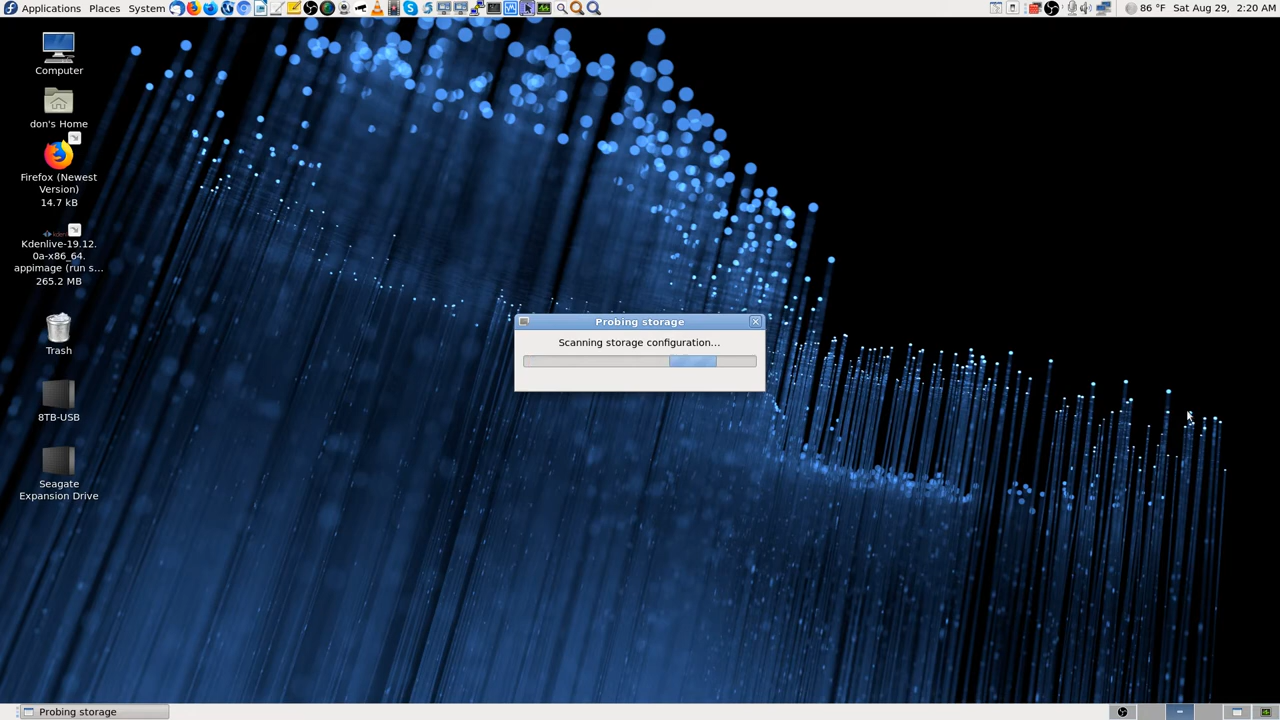 Applications Places System
86 °F Sat Aug 29, 2:20 AM
Computer
don's Home
Firefox (Newest
Version)
14.7 kB
Kdenlive-19.12.
0a-x86_64.
appimage (run s...
265.2 MB
Trash
8TB-USB
Seagate
Expansion Drive
Probing storage
Scanning storage configuration...
Probing storage